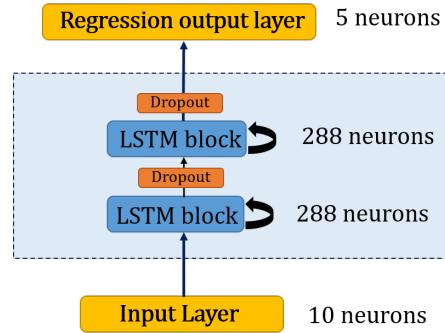 Regression output layer
5 neurons
Dropout
LSTM block
288 neurons
Dropout
LSTM block
288 neurons
Input Layer
10 neurons